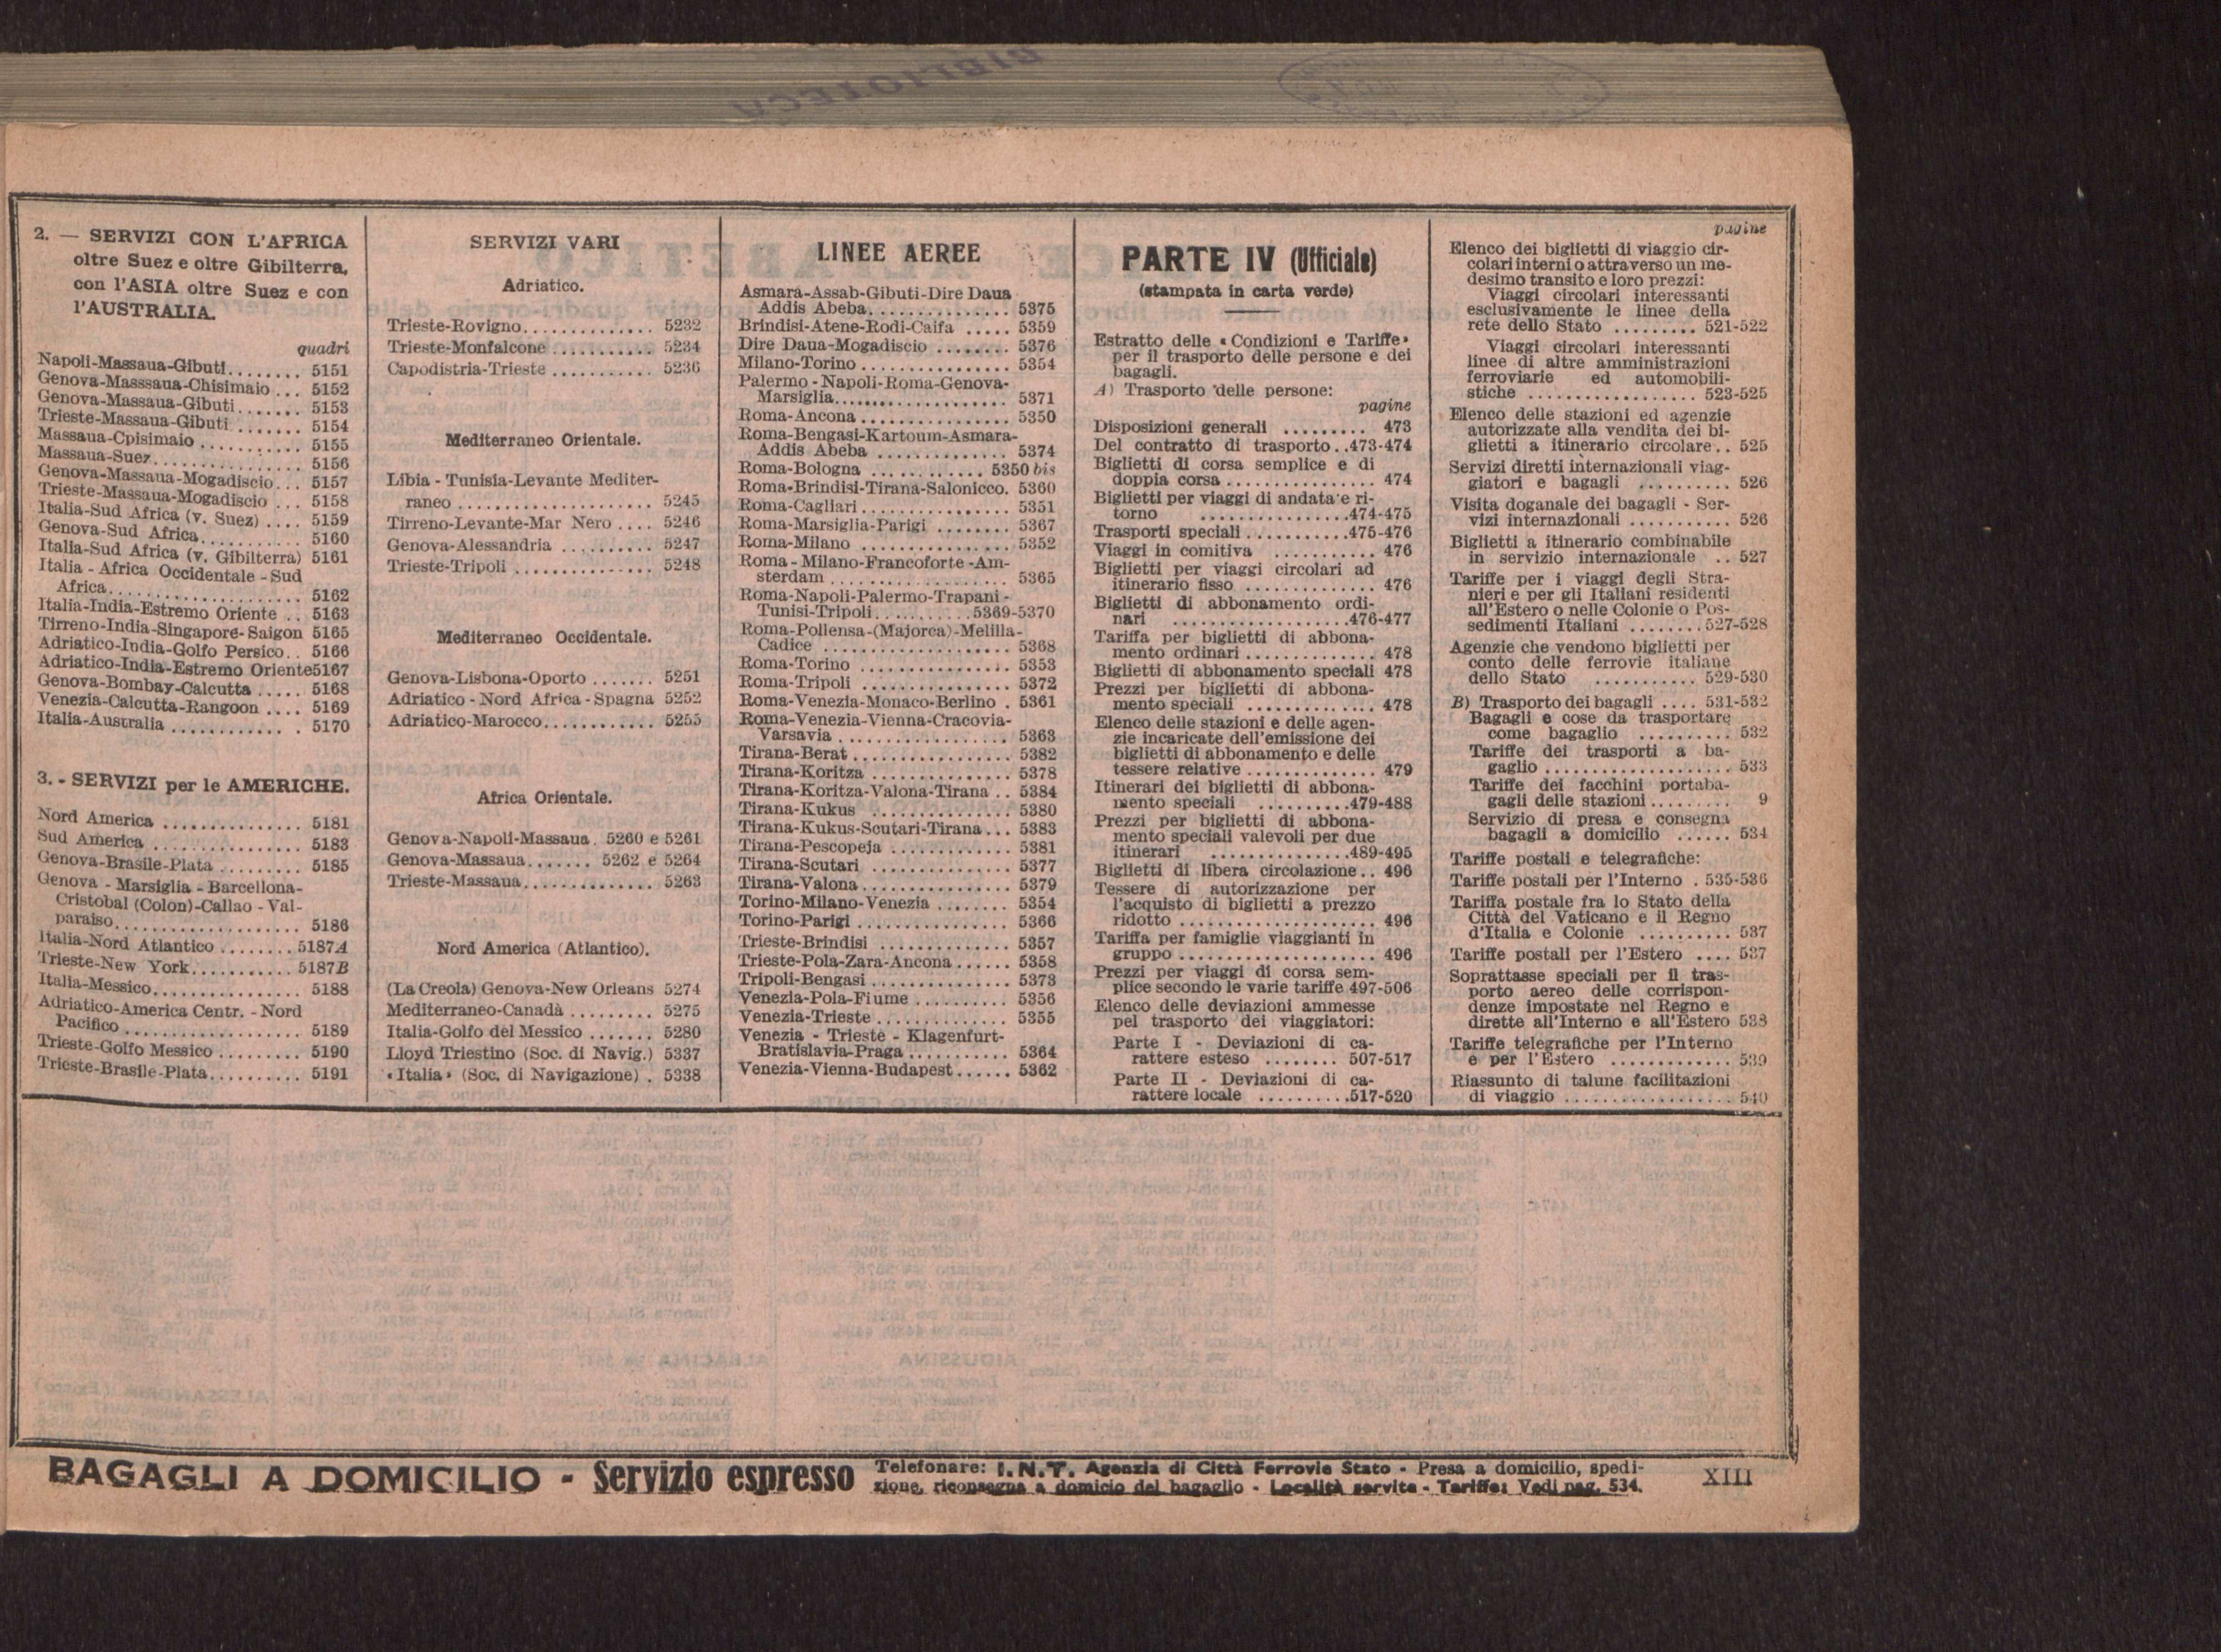 BIBLIOTECA
2. — SERVIZI CON L'AFRICA
oltre Suez e oltre Gibilterra,
con l'ASIA oltre Suez e con
l'AUSTRALIA.
quadri
Napoli-Massaua-Gibuti........ 5151
Genova-Masssaua-Chisimaio ... 5152
Genova-Massaua-Gibuti....... 5153
Trieste-Massaua-Gibuti ....... 5154
Massaua-Cpisimaio ........... 5155
Massaua-Suez................ 5156
Genova-Massaua-Mogadiscio... 5157
Trieste-Massaua-Mogadiscio ... 5158
Italia-Sud Africa (v. Suez) .... 5159
Genova-Sud Africa........... 5160
Italia-Sud Africa (v. Gibilterra) 5161
Italia - Africa Occidentale - Sud
Africa..................... 5162
Italia-India-Estremo Oriente .. 5163
Tirreno-India-Singapore-Saigon 5165
Adriatico-India-Golfo Persico.. 5166
Adriatico-India-Estremo Oriente5167
Genova-Bombay-Calcutta ..... 5168
Venezia-Calcutta-Rangoon .... 5169
Italia-Australia ............ . 5170
3. - SERVIZI per le AMERICHE.
Nord America ............... 5181
Sud America ................ 5183
Genova-Brasile-Plata ......... 5185
Genova - Marsiglia - Barcellona-
Cristobal (Colon)-Callao - Val-
paraiso.................... 5186
Italia-Nord Atlantico ........5187A
Trieste-New York...........5187B
Italia-Messico................ 5188
Adriatico-America Centr. - Nord
Pacifico ................... 5189
Trieste-Golfo Messico ......... 5190
Trieste-Brasile-Plata.......... 5191
SERVIZI VARI
Adriatico.
Trieste-Rovigno.............. 5232
Trieste-Monfalcone ........... 5234
Capodistria-Trieste ........... 5236
Mediterraneo Orientale.
Libia - Tunisia-Levante Mediter-
raneo ..................... 5245
Tirreno-Levante-Mar Nero .... 5246
Genova-Alessandria .......... 5247
Trieste-Tripoli ............... 5248
Mediterraneo Occidentale.
Genova-Lisbona-Oporto ....... 5251
Adriatico - Nord Africa - Spagna 5252
Adriatico-Marocco............ 5255
Africa Orientale.
Genova-Napoli-Massaua . 5260 e 5261
Genova-Massaua....... 5262 e 5264
Trieste-Massaua.............. 5263
Nord America (Atlantico).
(La Creola) Genova-New Orleans 5274
Mediterraneo-Canadà ......... 5275
Italia-Golfo del Messico ....... 5280
Lloyd Triestino (Soc. di Navig.) 5337
«Italia» (Soc. di Navigazione) . 5338
LINEE AEREE
Asmara-Assab-Gibuti-Dire Daua
Addis Abeba............... 5375
Brindisi-Atene-Rodi-Caifa ..... 5359
Dire Daua-Mogadiscio ........ 5376
Milano-Torino ................ 5354
Palermo - Napoli-Roma-Genova-
Marsiglia................... 5371
Roma-Ancona ................ 5350
Roma-Bengasi-Kartoum-Asmara-
Addis Abeba .............. 5374
Roma-Bologna ............ 5350 bis
Roma-Brindisi-Tirana-Salonicco. 5360
Roma-Cagliari ................ 5351
Roma-Marsiglia-Parigi ........ 5367
Roma-Milano ................ 5352
Roma - Milano-Francoforte -Am-
sterdam ................... 5365
Roma-Napoli-Palermo-Trapani -
Tunisi-Tripoli...........5369-5370
Roma-Pollensa-(Majorca)-Melilla-
Cadice .................... 5368
Roma-Torino ................ 5353
Roma-Tripoli ................ 5372
Roma-Venezia-Monaco-Berlino . 5361
Roma-Venezia-Vienna-Cracovia-
Varsavia ................... 5363
Tirana-Berat ................. 5382
Tirana-Koritza ............... 5378
Tirana-Koritza-Valona-Tirana .. 5384
Tirana-Kukus ............... 5380
Tirana-Kukus-Scutari-Tirana ... 5383
Tirana-Pescopeja ............. 5381
Tirana-Scutari ............... 5377
Tirana-Valona ................ 5379
Torino-Milano-Venezia ........ 5354
Torino-Parigi ................ 5366
Trieste-Brindisi .............. 5357
Trieste-Pola-Zara-Ancona ...... 5358
Tripoli-Bengasi ............... 5373
Venezia-Pola-Fiume .......... 5356
Venezia-Trieste .............. 5355
Venezia - Trieste - Klagenfurt-
Bratislavia-Praga ........... 5364
Venezia-Vienna-Budapest...... 5362
PARTE IV (Ufficiale)
(stampata in carta verde)
Estratto delle «Condizioni e Tariffe»
per il trasporto delle persone e dei
bagagli.
A) Trasporto delle persone:
pagine
Disposizioni generali ......... 473
Del contratto di trasporto..473-474
Biglietti di corsa semplice e di
doppia corsa ................ 474
Biglietti per viaggi di andata e ri-
torno ................474-475
Trasporti speciali ...........475-476
Viaggi in comitiva ........... 476
Biglietti per viaggi circolari ad
itinerario fisso .............. 476
Biglietti di abbonamento ordi-
nari ...................476-477
Tariffa per biglietti di abbona-
mento ordinari .............. 478
Biglietti di abbonamento speciali 478
Prezzi per biglietti di abbona-
mento speciali .............. 478
Elenco delle stazioni e delle agen-
zie incaricate dell'emissione dei
biglietti di abbonamento e delle
tessere relative .............. 479
Itinerari dei biglietti di abbona-
mento speciali ..........479-488
Prezzi per biglietti di abbona-
mento speciali valevoli per due
itinerari ...............489-495
Biglietti di libera circolazione.. 496
Tessere di autorizzazione per
l'acquisto di biglietti a prezzo
ridotto ..................... 496
Tariffa per famiglie viaggianti in
gruppo ..................... 496
Prezzi per viaggi di corsa sem-
plice secondo le varie tariffe 497-506
Elenco delle deviazioni ammesse
pel trasporto dei viaggiatori:
Parte I - Deviazioni di ca-
rattere esteso ........ 507-517
Parte II - Deviazioni di ca-
rattere locale ..........517-520
pagine
Elenco dei biglietti di viaggio cir-
colari interni o attraverso un me-
desimo transito e loro prezzi:
Viaggi circolari interessanti
esclusivamente le linee della
rete dello Stato ......... 521-522
Viaggi circolari interessanti
linee di altre amministrazioni
ferroviarie ed automobili-
stiche .................. 523-525
Elenco delle stazioni ed agenzie
autorizzate alla vendita dei bi-
glietti a itinerario circolare.. 525
Servizi diretti internazionali viag-
giatori e bagagli .......... 526
Visita doganale dei bagagli - Ser-
vizi internazionali ........... 526
Biglietti a itinerario combinabile
in servizio internazionale .. 527
Tariffe per i viaggi degli Stra-
nieri e per gli Italiani residenti
all'Estero o nelle Colonie o Pos-
sedimenti Italiani ........527-528
Agenzie che vendono biglietti per
conto delle ferrovie italiane
dello Stato ........... 529-530
B) Trasporto dei bagagli .... 531-532
Bagagli e cose da trasportare
come bagaglio .......... 532
Tariffe dei trasporti a ba-
gaglio .................... 533
Tariffe dei facchini portaba-
gagli delle stazioni ......... 9
Servizio di presa e consegna
bagagli a domicilio ...... 534
Tariffe postali e telegrafiche:
Tariffe postali per l'Interno . 535-536
Tariffa postale fra lo Stato della
Città del Vaticano e il Regno
d'Italia e Colonie .......... 537
Tariffe postali per l'Estero .... 537
Soprattasse speciali per il tras-
porto aereo delle corrispon-
denze impostate nel Regno e
dirette all'Interno e all'Estero 538
Tariffe telegrafiche per l'Interno
e per l'Estero ............. 539
Riassunto di talune facilitazioni
di viaggio .................. 540
BAGAGLI A DOMICILIO - Servizio espresso
Telefonare: I.N.T. Agenzia di Città Ferrovie Stato - Presa a domicilio, spedi-
zione, riconsegna a domicio del bagaglio - Località servite - Tariffe: Vedi pag. 534.
XIII